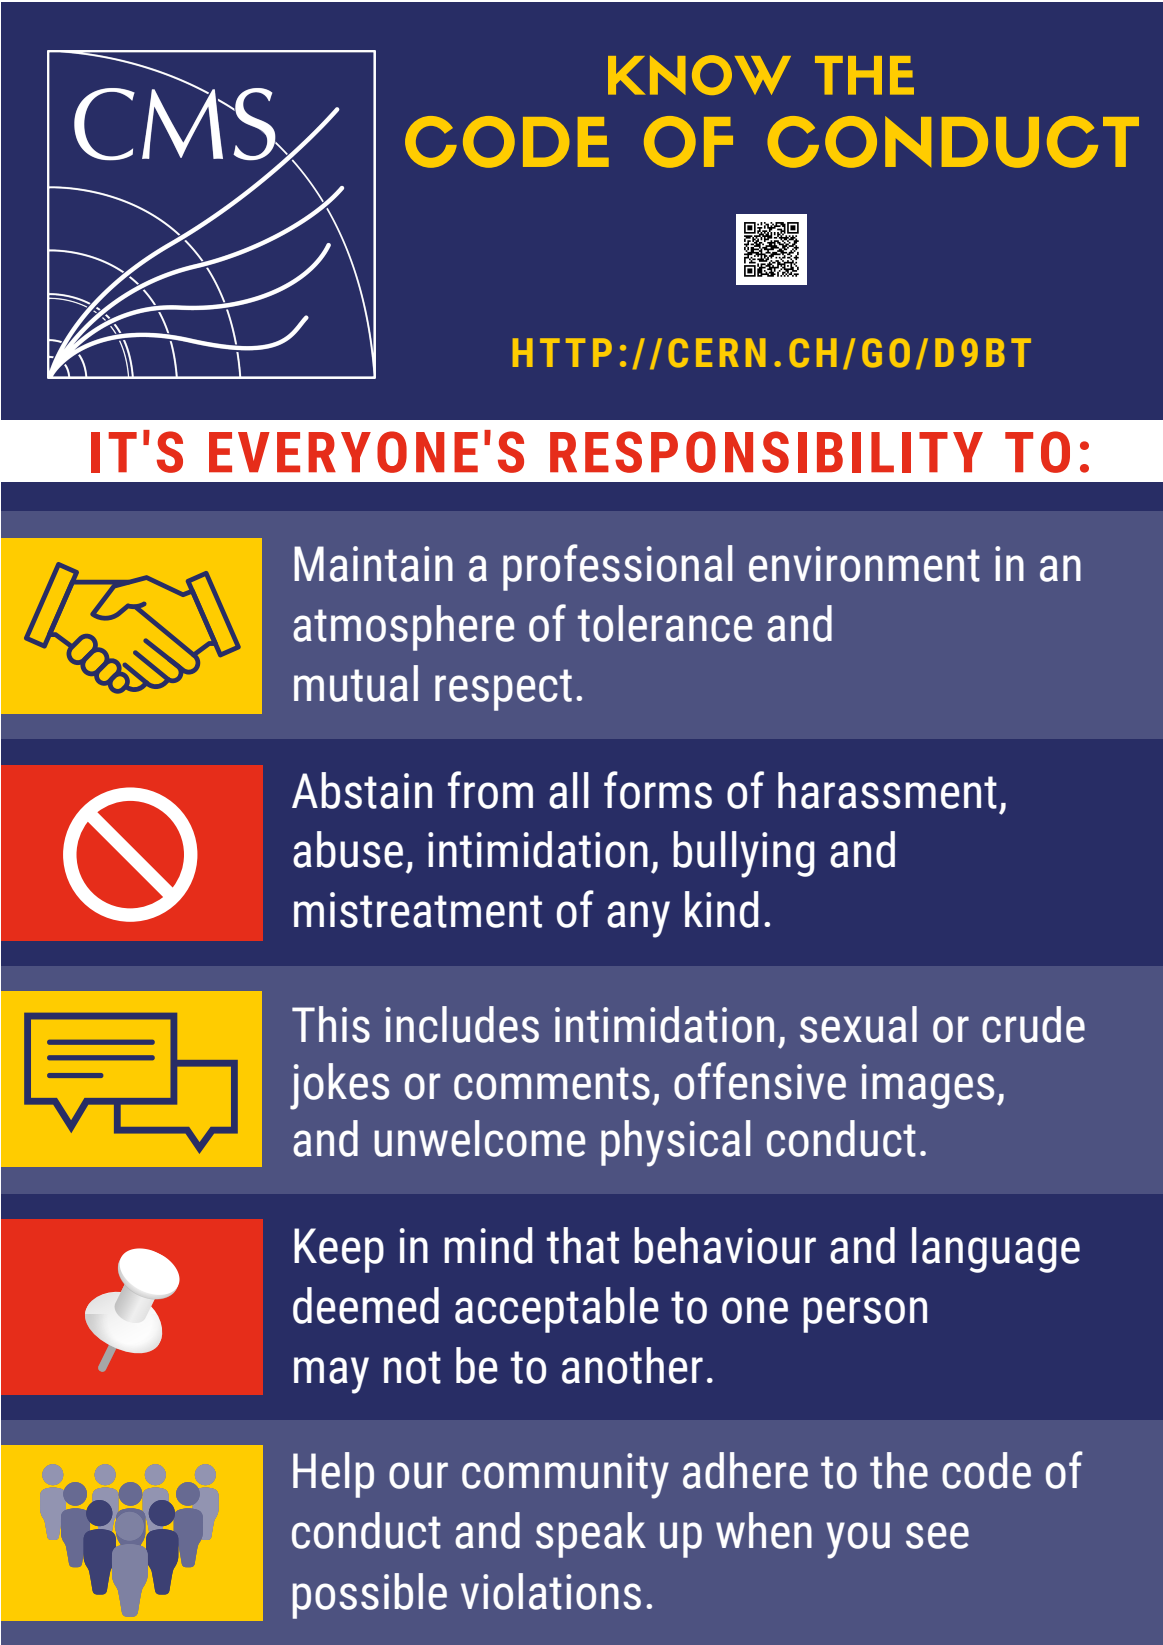 CMS
KNOW THE
CODE OF CONDUCT
HTTP://CERN.CH/GO/D9BT
IT'S EVERYONE'S RESPONSIBILITY TO:
Maintain a professional environment in an
atmosphere of tolerance and
mutual respect.
Abstain from all forms of harassment,
abuse, intimidation, bullying and
mistreatment of any kind.
This includes intimidation, sexual or crude
jokes or comments, offensive images,
and unwelcome physical conduct.
Keep in mind that behaviour and language
deemed acceptable to one person
may not be to another.
Help our community adhere to the code of
conduct and speak up when you see
possible violations.